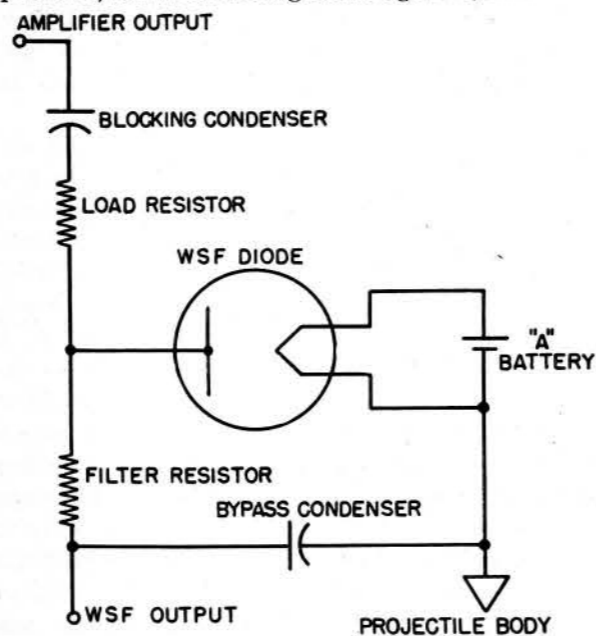 AMPLIFIER OUTPUT
BLOCKING CONDENSER
LOAD RESISTOR
WSF DIODE
"A"
BATTERY
FILTER RESISTOR
BYPASS CONDENSER
WSF OUTPUT
PROJECTILE BODY